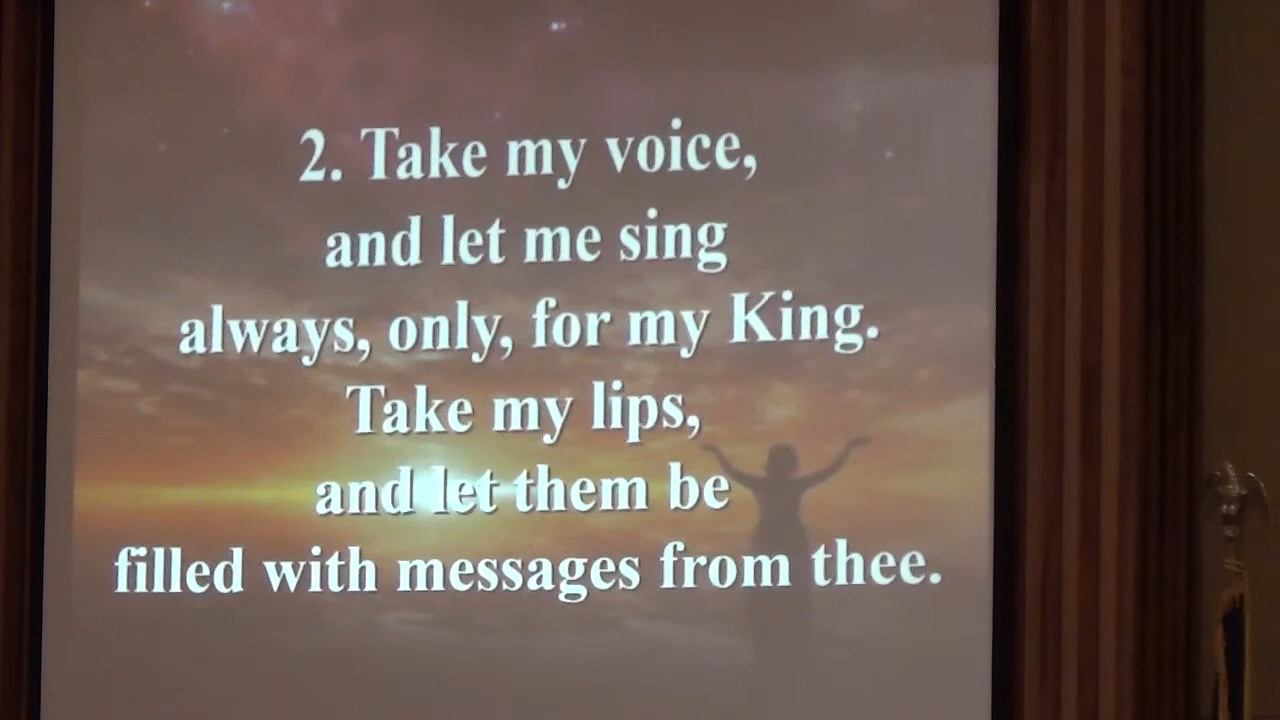 2. Take my voice,
and let me sing
always, only, for my King.
Take my lips,
and let them be
filled with messages from thee.